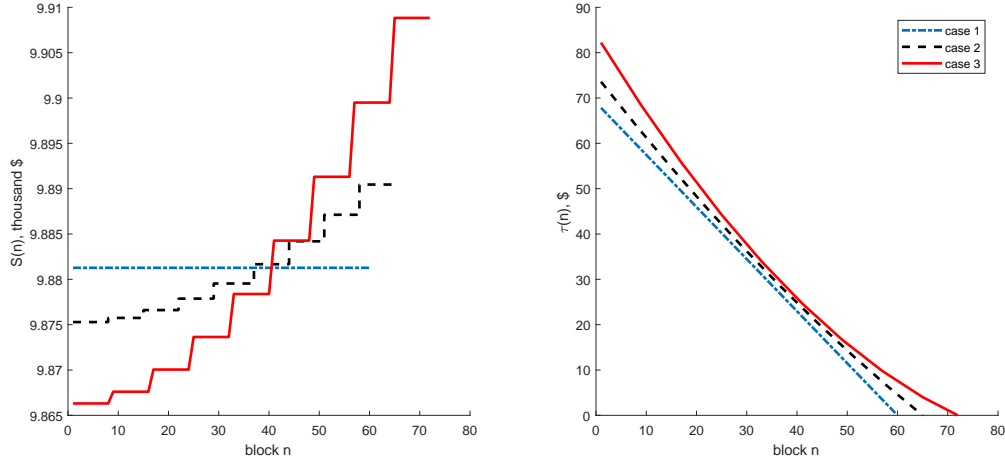 9.91
9.905
9.9
9.895
9.89
9.885
9.88
9.875
9.87
9.865
S(n), thousand $
0 10 20 30 40 50 60 70 80
block n
90
80
70
60
50
40
30
20
10
0
τ(n), $
0 10 20 30 40 50 60 70 80
block n
case 1
case 2
case 3